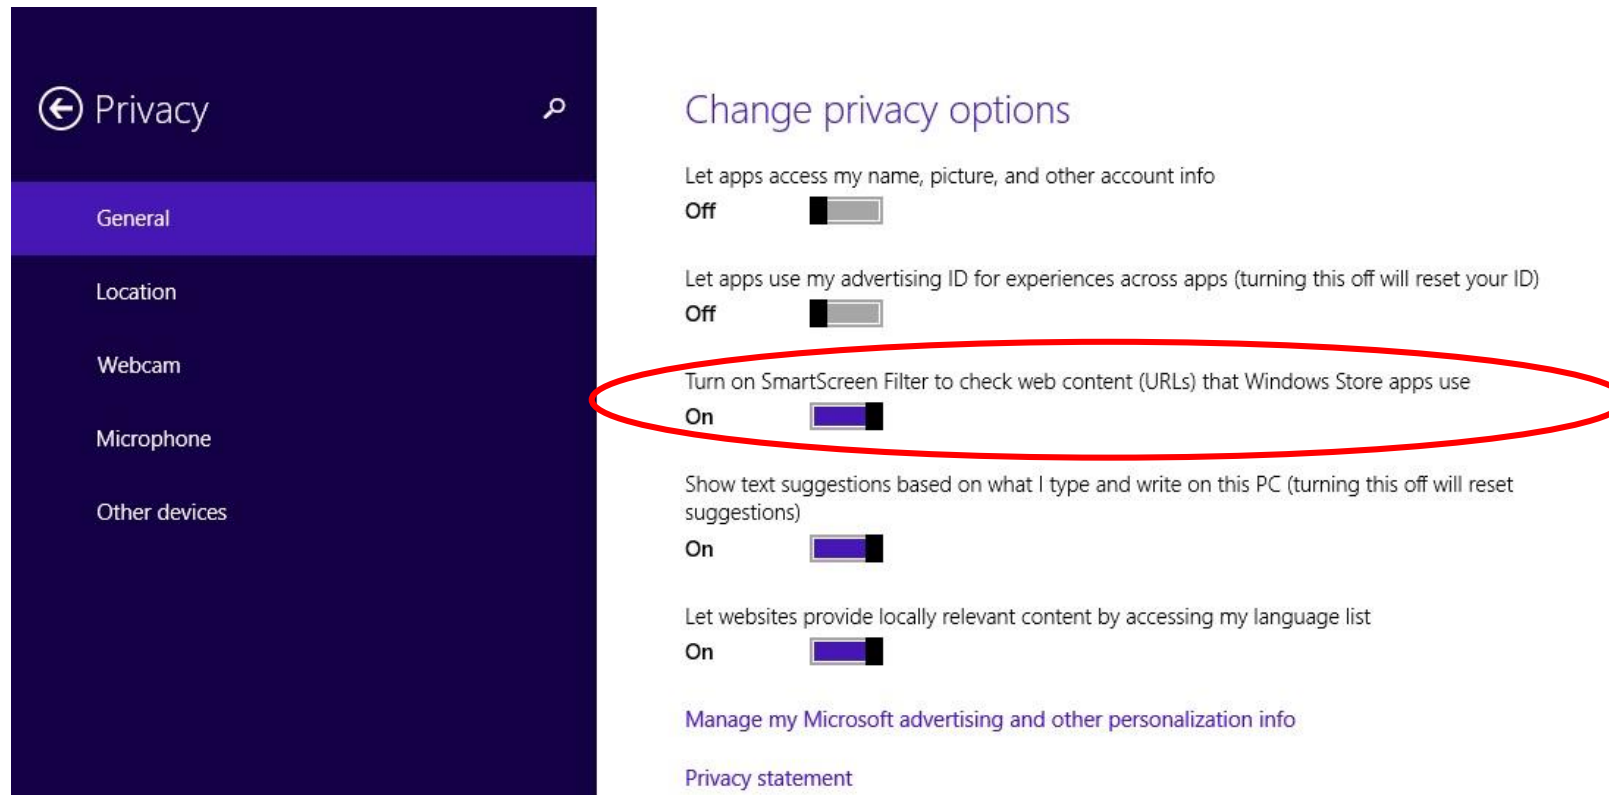 Privacy
General
Location
Webcam
Microphone
Other devices
Change privacy options
Let apps access my name, picture, and other account info
Off
Let apps use my advertising ID for experiences across apps (turning this off will reset your ID)
Off
Turn on SmartScreen Filter to check web content (URLs) that Windows Store apps use
On
Show text suggestions based on what I type and write on this PC (turning this off will reset
suggestions)
On
Let websites provide locally relevant content by accessing my language list
On
Manage my Microsoft advertising and other personalization info
Privacy statement